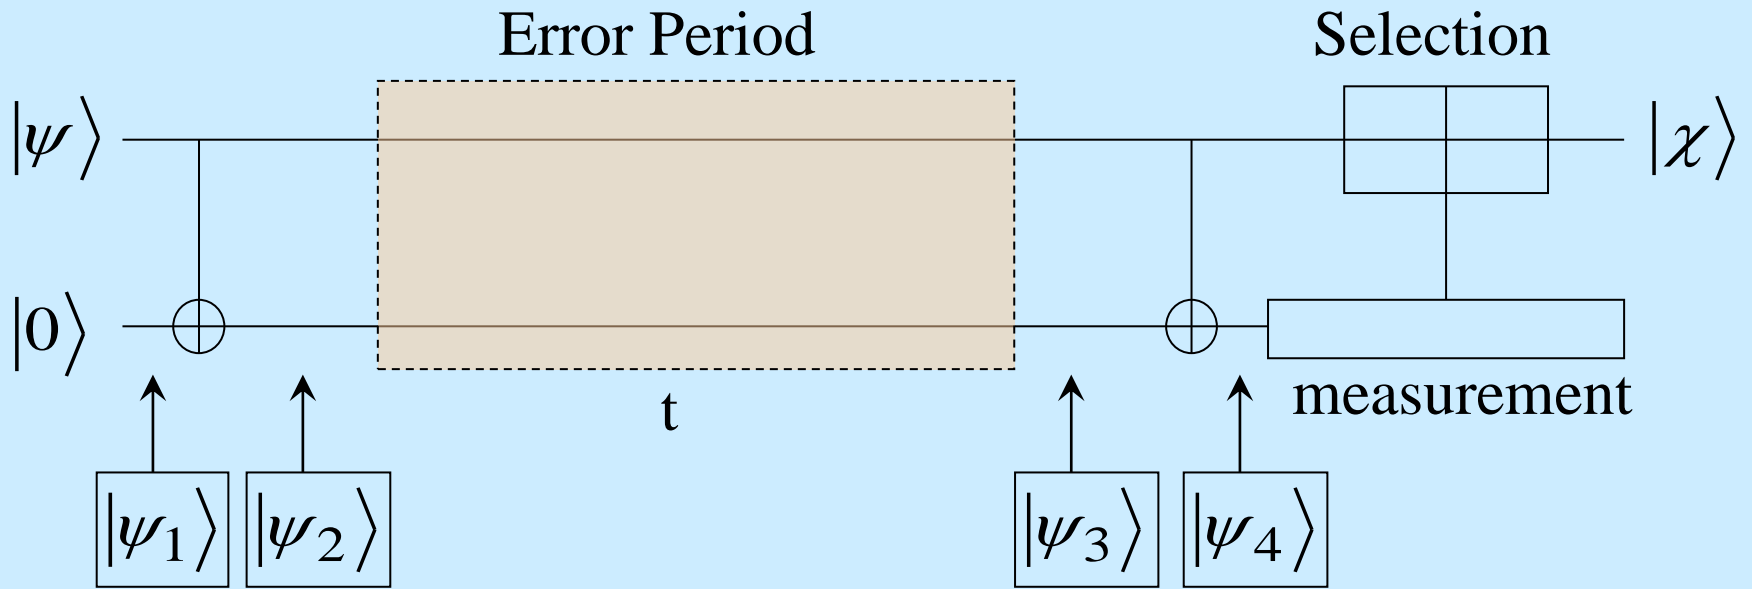 Error Period
Selection
|ψ⟩
|χ⟩
|0⟩
t
measurement
|ψ₁⟩
|ψ₂⟩
|ψ₃⟩
|ψ₄⟩